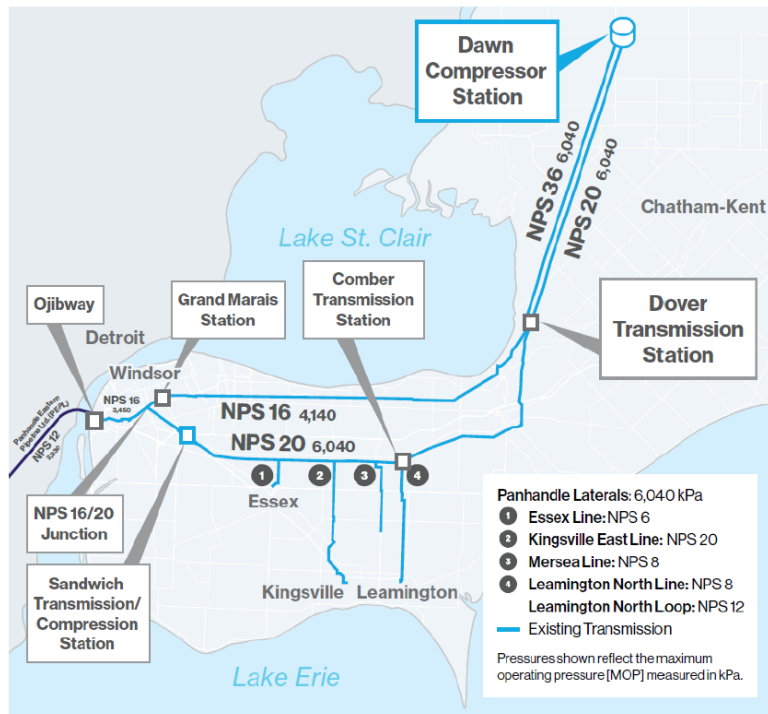 Dawn
Compressor
Station
NPS 36 6,040
NPS 20 6,040
Chatham-Kent
Lake St. Clair
Comber
Transmission
Station
Grand Marais
Station
Ojibway
Dover
Transmission
Station
Detroit
Windsor
NPS 16
3,450
NPS 16 4,140
NPS 20 6,040
Panhandle Eastern
NPS 12
1
2
3
4
Essex
NPS 16/20
Junction
Sandwich
Transmission/
Compression
Station
Kingsville
Leamington
Lake Erie
Panhandle Laterals: 6,040 kPa
1 Essex Line: NPS 6
2 Kingsville East Line: NPS 20
3 Mersea Line: NPS 8
4 Leamington North Line: NPS 8
Leamington North Loop: NPS 12
Existing Transmission
Pressures shown reflect the maximum
operating pressure [MOP] measured in kPa.